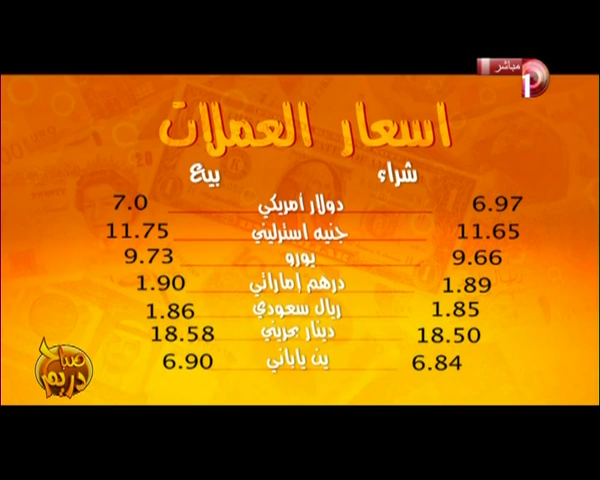 مباشر
1
اسعار العملات
شراء بيع
6.97 دولار أمريكي 7.0
11.65 جنيه استرليني 11.75
9.66 يورو 9.73
1.89 درهم إماراتي 1.90
1.85 ريال سعودي 1.86
18.50 دينار بحريني 18.58
6.84 ين ياباني 6.90
صباح
دريم